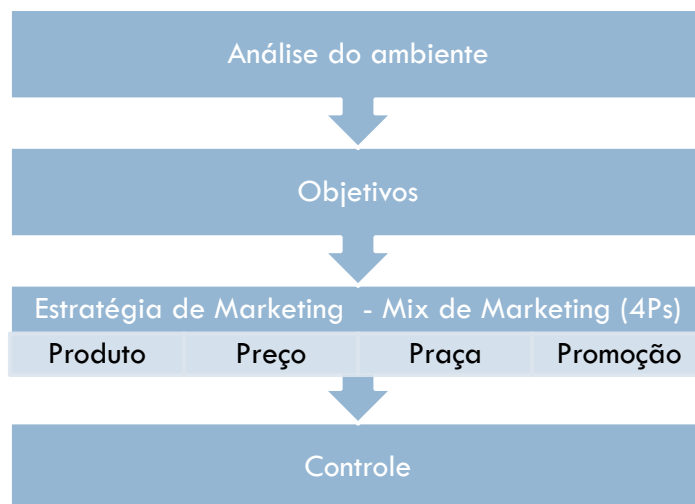 Análise do ambiente
Objetivos
Estratégia de Marketing - Mix de Marketing (4Ps)
Produto Preço Praça Promoção
Controle